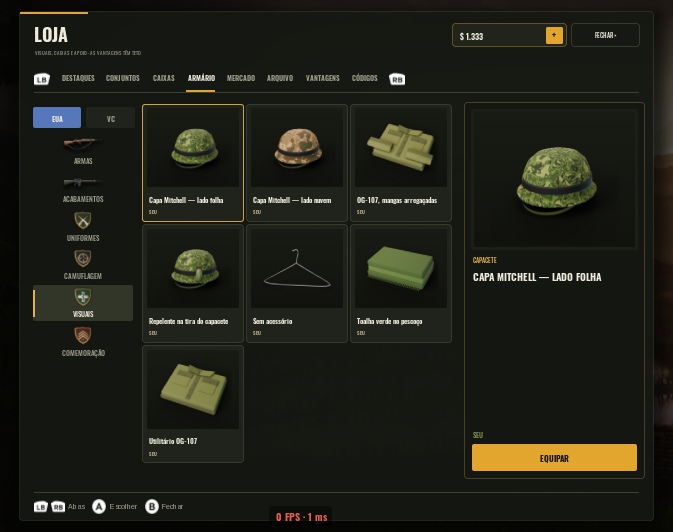 LOJA
VISUAIS, CAIXAS E APOIO · AS VANTAGENS TÊM TETO
$ 1.333
+
FECHAR ×
LB
DESTAQUES
CONJUNTOS
CAIXAS
ARMÁRIO
MERCADO
ARQUIVO
VANTAGENS
CÓDIGOS
RB
EUA
VC
ARMAS
ACABAMENTOS
UNIFORMES
CAMUFLAGEM
VISUAIS
COMEMORAÇÃO
Capa Mitchell — lado folha
SEU
Capa Mitchell — lado nuvem
SEU
OG-107, mangas arregaçadas
SEU
Repelente na tira do capacete
SEU
Sem acessório
SEU
Toalha verde no pescoço
SEU
Utilitário OG-107
SEU
CAPACETE
CAPA MITCHELL — LADO FOLHA
SEU
EQUIPAR
LB RB Abas A Escolher B Fechar
0 FPS · 1 ms